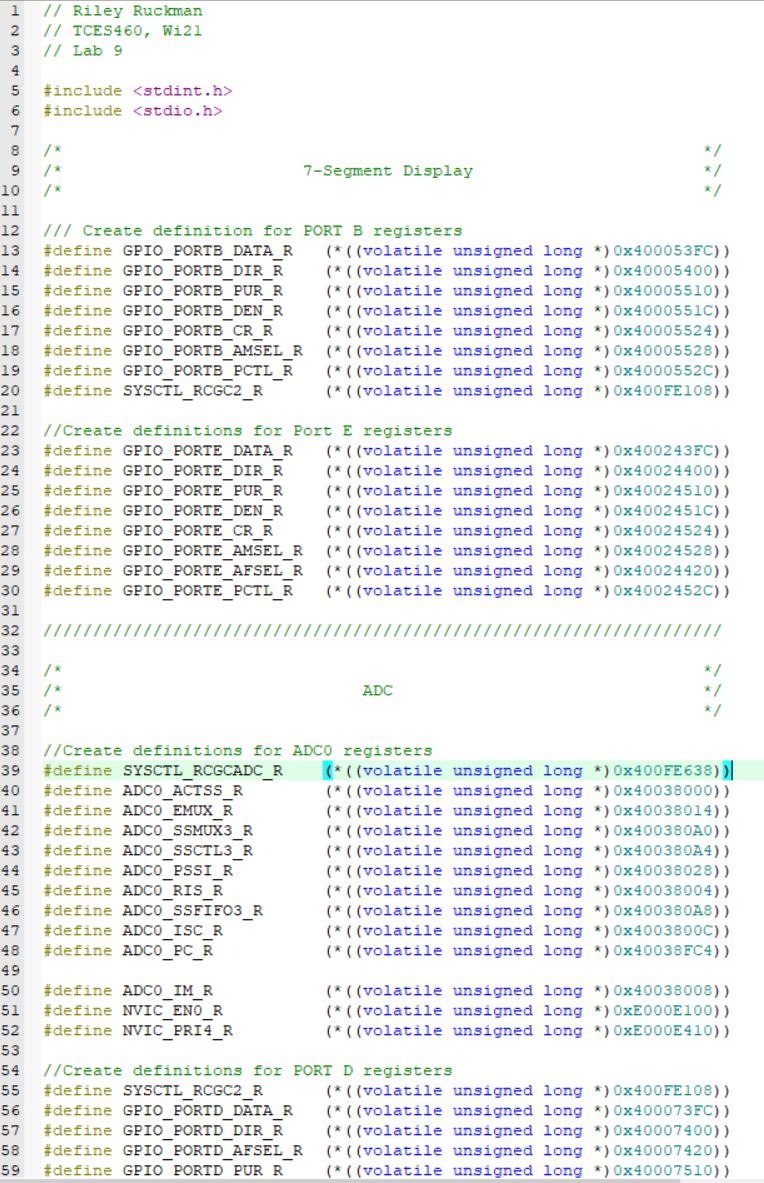 1 // Riley Ruckman
2 // TCES460, Wi21
3 // Lab 9
4
5 #include <stdint.h>
6 #include <stdio.h>
7
8 /* */
9 /* 7-Segment Display */
10 /* */
11
12 /// Create definition for PORT B registers
13 #define GPIO_PORTB_DATA_R (*((volatile unsigned long *)0x400053FC))
14 #define GPIO_PORTB_DIR_R (*((volatile unsigned long *)0x40005400))
15 #define GPIO_PORTB_PUR_R (*((volatile unsigned long *)0x40005510))
16 #define GPIO_PORTB_DEN_R (*((volatile unsigned long *)0x4000551C))
17 #define GPIO_PORTB_CR_R (*((volatile unsigned long *)0x40005524))
18 #define GPIO_PORTB_AMSEL_R (*((volatile unsigned long *)0x40005528))
19 #define GPIO_PORTB_PCTL_R (*((volatile unsigned long *)0x4000552C))
20 #define SYSCTL_RCGC2_R (*((volatile unsigned long *)0x400FE108))
21
22 //Create definitions for Port E registers
23 #define GPIO_PORTE_DATA_R (*((volatile unsigned long *)0x400243FC))
24 #define GPIO_PORTE_DIR_R (*((volatile unsigned long *)0x40024400))
25 #define GPIO_PORTE_PUR_R (*((volatile unsigned long *)0x40024510))
26 #define GPIO_PORTE_DEN_R (*((volatile unsigned long *)0x4002451C))
27 #define GPIO_PORTE_CR_R (*((volatile unsigned long *)0x40024524))
28 #define GPIO_PORTE_AMSEL_R (*((volatile unsigned long *)0x40024528))
29 #define GPIO_PORTE_AFSEL_R (*((volatile unsigned long *)0x40024420))
30 #define GPIO_PORTE_PCTL_R (*((volatile unsigned long *)0x4002452C))
31
32 ////////////////////////////////////////////////////////////////////
33
34 /* */
35 /* ADC */
36 /* */
37
38 //Create definitions for ADC0 registers
39 #define SYSCTL_RCGCADC_R (*((volatile unsigned long *)0x400FE638))
40 #define ADC0_ACTSS_R (*((volatile unsigned long *)0x40038000))
41 #define ADC0_EMUX_R (*((volatile unsigned long *)0x40038014))
42 #define ADC0_SSMUX3_R (*((volatile unsigned long *)0x400380A0))
43 #define ADC0_SSCTL3_R (*((volatile unsigned long *)0x400380A4))
44 #define ADC0_PSSI_R (*((volatile unsigned long *)0x40038028))
45 #define ADC0_RIS_R (*((volatile unsigned long *)0x40038004))
46 #define ADC0_SSFIFO3_R (*((volatile unsigned long *)0x400380A8))
47 #define ADC0_ISC_R (*((volatile unsigned long *)0x4003800C))
48 #define ADC0_PC_R (*((volatile unsigned long *)0x40038FC4))
49
50 #define ADC0_IM_R (*((volatile unsigned long *)0x40038008))
51 #define NVIC_EN0_R (*((volatile unsigned long *)0xE000E100))
52 #define NVIC_PRI4_R (*((volatile unsigned long *)0xE000E410))
53
54 //Create definitions for PORT D registers
55 #define SYSCTL_RCGC2_R (*((volatile unsigned long *)0x400FE108))
56 #define GPIO_PORTD_DATA_R (*((volatile unsigned long *)0x400073FC))
57 #define GPIO_PORTD_DIR_R (*((volatile unsigned long *)0x40007400))
58 #define GPIO_PORTD_AFSEL_R (*((volatile unsigned long *)0x40007420))
59 #define GPIO_PORTD_PUR_R (*((volatile unsigned long *)0x40007510))